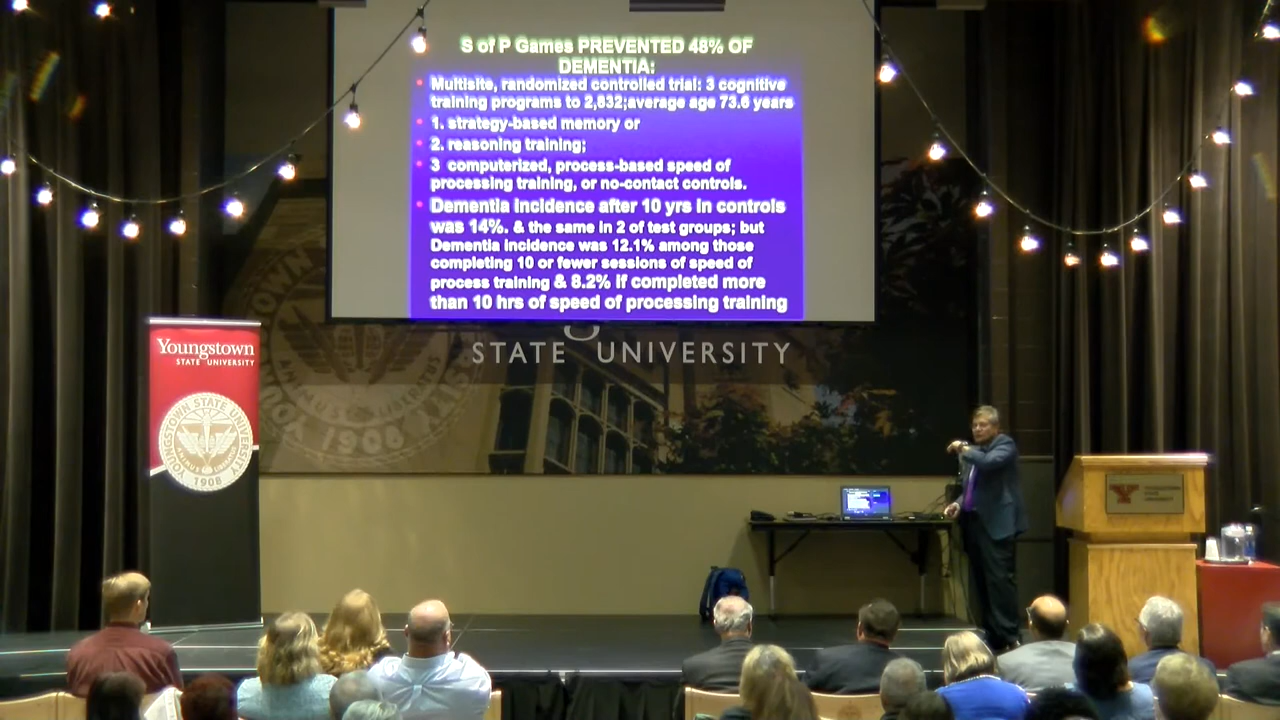 S of P Games PREVENTED 48% OF
DEMENTIA:
• Multisite, randomized controlled trial: 3 cognitive
training programs to 2,832;average age 73.6 years
• 1. strategy-based memory or
• 2. reasoning training;
• 3 computerized, process-based speed of
processing training, or no-contact controls.
• Dementia incidence after 10 yrs in controls
was 14%. & the same in 2 of test groups; but
Dementia incidence was 12.1% among those
completing 10 or fewer sessions of speed of
process training & 8.2% if completed more
than 10 hrs of speed of processing training
STATE UNIVERSITY
Youngstown
STATE UNIVERSITY
YOUNGSTOWN STATE UNIVERSITY
1908
YOUNGSTOWN
1908
Y
YOUNGSTOWN
STATE
UNIVERSITY